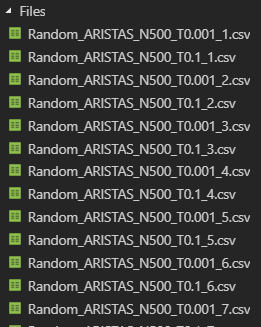 Files
Random_ARISTAS_N500_T0.001_1.csv
Random_ARISTAS_N500_T0.1_1.csv
Random_ARISTAS_N500_T0.001_2.csv
Random_ARISTAS_N500_T0.1_2.csv
Random_ARISTAS_N500_T0.001_3.csv
Random_ARISTAS_N500_T0.1_3.csv
Random_ARISTAS_N500_T0.001_4.csv
Random_ARISTAS_N500_T0.1_4.csv
Random_ARISTAS_N500_T0.001_5.csv
Random_ARISTAS_N500_T0.1_5.csv
Random_ARISTAS_N500_T0.001_6.csv
Random_ARISTAS_N500_T0.1_6.csv
Random_ARISTAS_N500_T0.001_7.csv